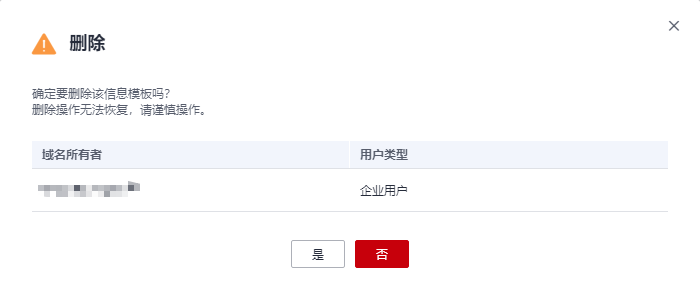 删除
确定要删除该信息模板吗?
删除操作无法恢复，请谨慎操作。
域名所有者 用户类型
企业用户
是 否